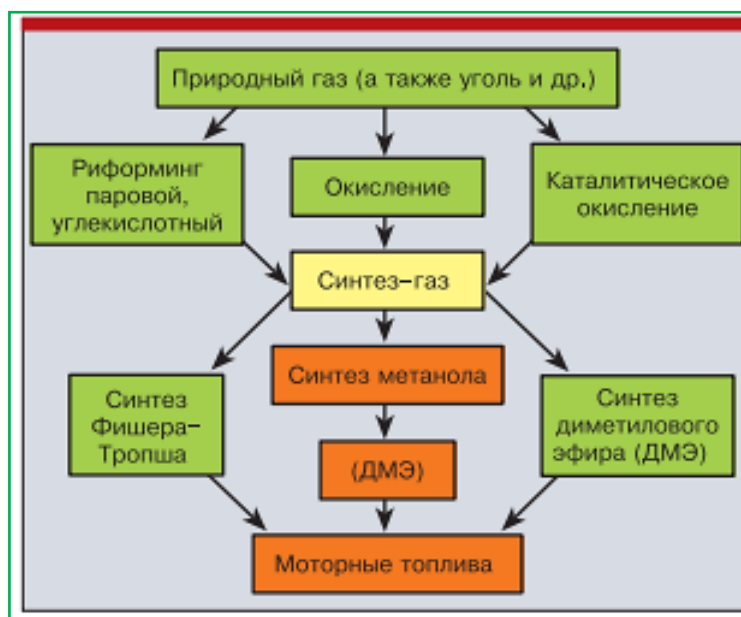 Природный газ (а также уголь и др.)
Риформинг
паровой,
углекислотный
Окисление
Каталитическое
окисление
Синтез-газ
Синтез
Фишера-
Тропша
Синтез метанола
(ДМЭ)
Синтез
диметилового
эфира (ДМЭ)
Моторные топлива